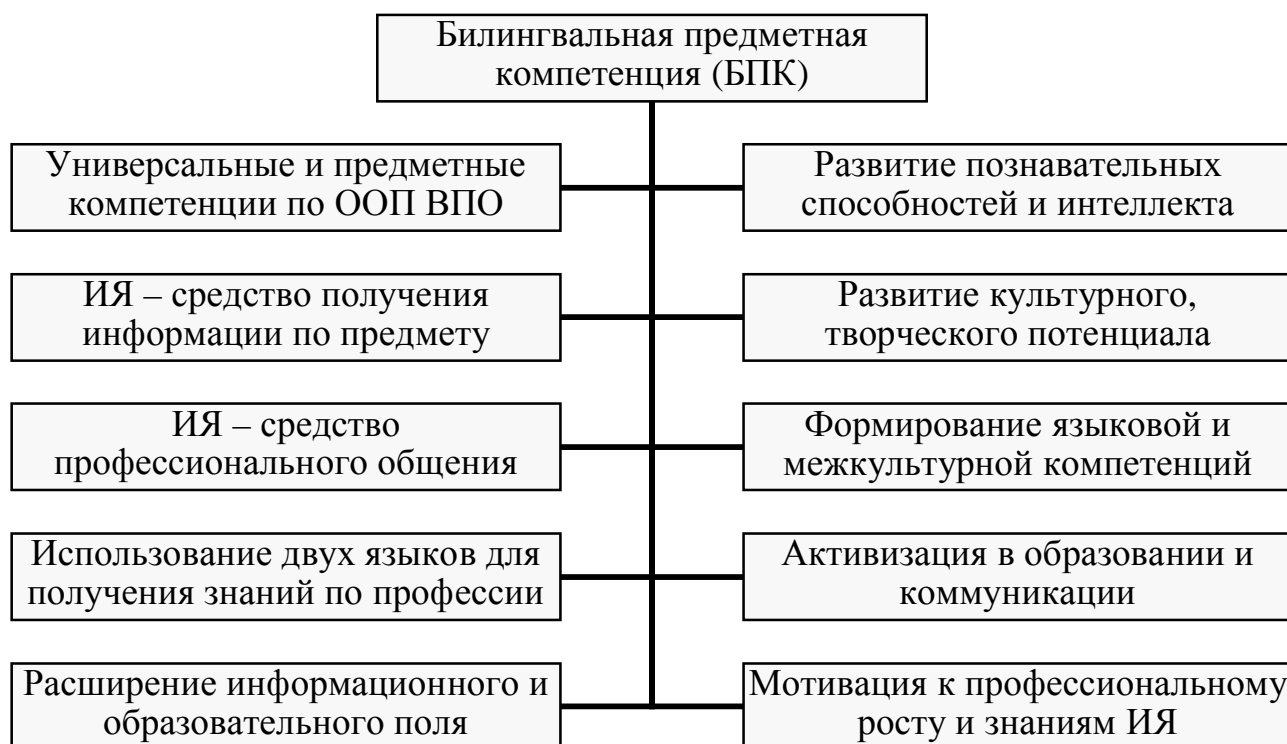 Билингвальная предметная
компетенция (БПК)
Универсальные и предметные
компетенции по ООП ВПО
Развитие познавательных
способностей и интеллекта
ИЯ – средство получения
информации по предмету
Развитие культурного,
творческого потенциала
ИЯ – средство
профессионального общения
Формирование языковой и
межкультурной компетенций
Использование двух языков для
получения знаний по профессии
Активизация в образовании и
коммуникации
Расширение информационного и
образовательного поля
Мотивация к профессиональному
росту и знаниям ИЯ